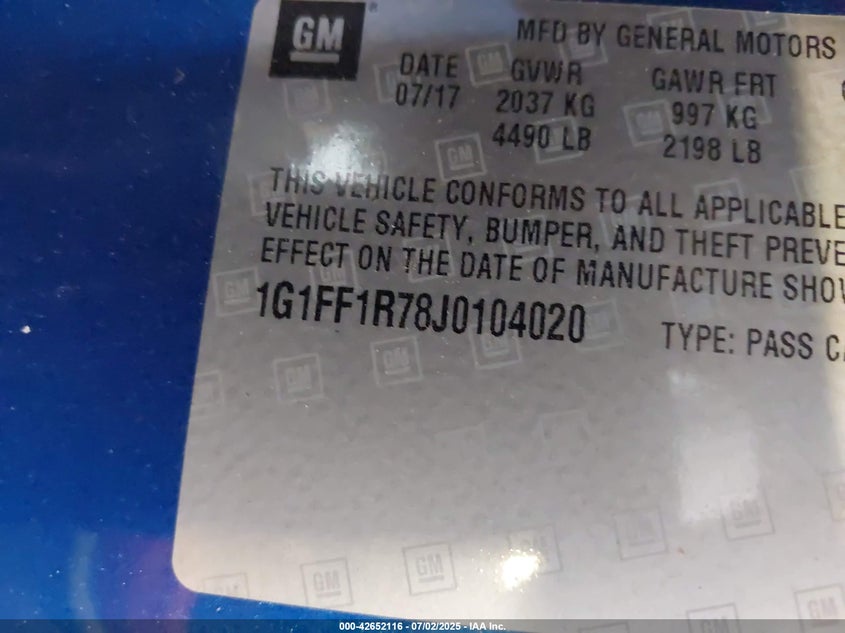 GM
MFD BY GENERAL MOTORS
DATE GVWR GAWR FRT
07/17 2037 KG 997 KG
4490 LB 2198 LB
THIS VEHICLE CONFORMS TO ALL APPLICABLE
VEHICLE SAFETY, BUMPER, AND THEFT PREVE
EFFECT ON THE DATE OF MANUFACTURE SHOW
1G1FF1R78J0104020
TYPE: PASS CA
000-42652116 - 07/02/2025 - IAA Inc.